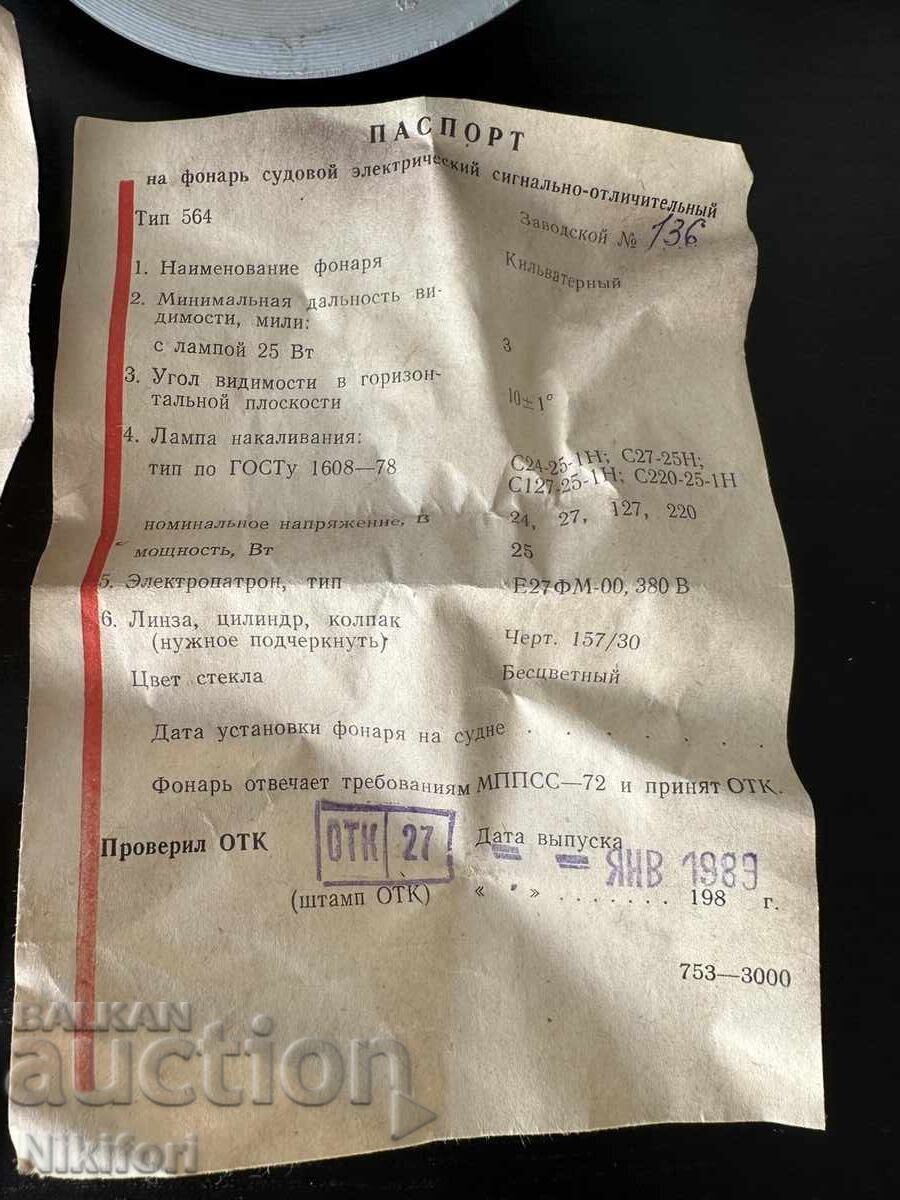 ПАСПОРТ
на фонарь судовой электрический сигнально-отличительный
Тип 564 Заводской № 136
1. Наименование фонаря Кильватерный
2. Минимальная дальность ви-
димости, мили:
с лампой 25 Вт 3
3. Угол видимости в горизон-
тальной плоскости 10±1°
4. Лампа накаливания:
тип по ГОСТу 1608—78 С24-25-1Н; С27-25Н;
С127-25-1Н; С220-25-1Н
номинальное напряжение, В 24, 27, 127, 220
мощность, Вт 25
5. Электропатрон, тип Е27ФМ-00, 380 В
6. Линза, цилиндр, колпак
(нужное подчеркнуть) Черт. 157/30
Цвет стекла Бесцветный
Дата установки фонаря на судне . . . . . . .
Фонарь отвечает требованиям МППСС—72 и принят ОТК.
Проверил ОТК ОТК 27 Дата выпуска
– – ЯНВ 1989
(штамп ОТК) « » . . . . . . . 198 г.
753—3000
BALKAN
auction
Nikifori